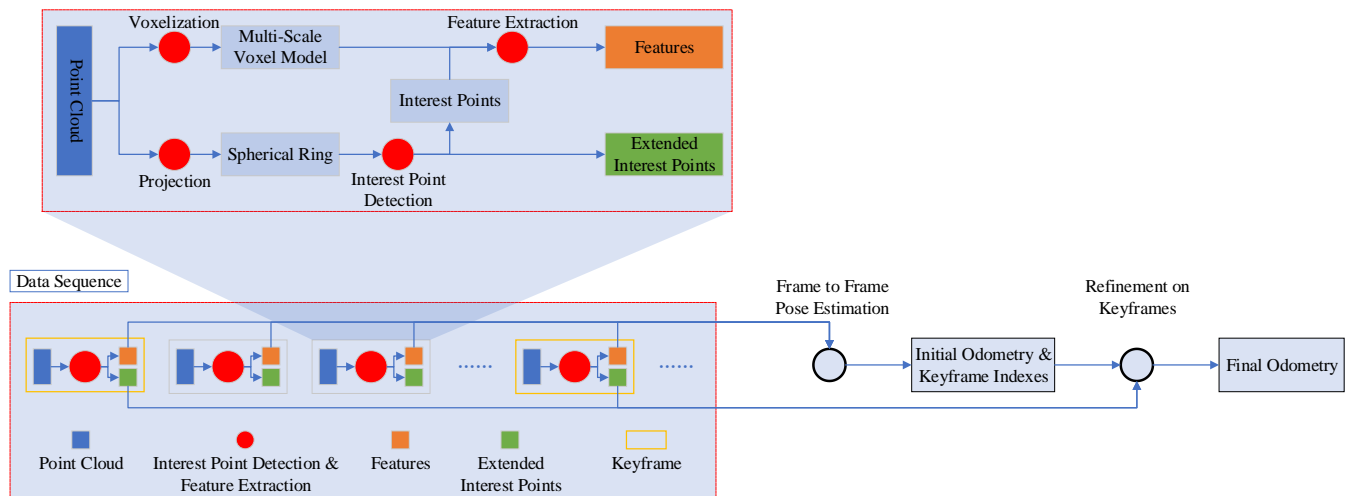 Voxelization
Feature Extraction
Point Cloud
Multi-Scale
Voxel Model
Features
Interest Points
Spherical Ring
Extended
Interest Points
Projection
Interest Point
Detection
Data Sequence
Frame to Frame
Pose Estimation
Refinement on
Keyframes
Initial Odometry &
Keyframe Indexes
Final Odometry
......
......
Point Cloud
Interest Point Detection &
Feature Extraction
Features
Extended
Interest Points
Keyframe